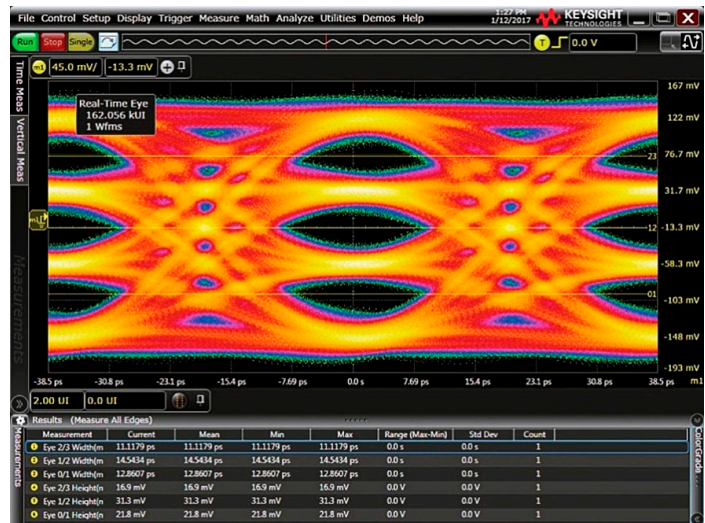 File Control Setup Display Trigger Measure Math Analyze Utilities Demos Help
1:27 PM
1/12/2017
KEYSIGHT
TECHNOLOGIES
Run Stop Single
T 0.0 V
m1 45.0 mV/ -13.3 mV
Time Meas
Vertical Meas
Measurements
Real-Time Eye
162.056 kUI
1 Wfms
167 mV
122 mV
23 76.7 mV
31.7 mV
12 -13.3 mV
-58.3 mV
01 -103 mV
-148 mV
-193 mV
-38.5 ps -30.8 ps -23.1 ps -15.4 ps -7.69 ps 0.0 s 7.69 ps 15.4 ps 23.1 ps 30.8 ps 38.5 ps m1
2.00 UI 0.0 UI
Results (Measure All Edges)
Measurements
ColorGrade ...
Measurement Current Mean Min Max Range (Max-Min) Std Dev Count
Eye 2/3 Width(m 11.1179 ps 11.1179 ps 11.1179 ps 11.1179 ps 0.0 s 0.0 s 1
Eye 1/2 Width(m 14.5434 ps 14.5434 ps 14.5434 ps 14.5434 ps 0.0 s 0.0 s 1
Eye 0/1 Width(m 12.8607 ps 12.8607 ps 12.8607 ps 12.8607 ps 0.0 s 0.0 s 1
Eye 2/3 Height(n 16.9 mV 16.9 mV 16.9 mV 16.9 mV 0.0 V 0.0 V 1
Eye 1/2 Height(n 31.3 mV 31.3 mV 31.3 mV 31.3 mV 0.0 V 0.0 V 1
Eye 0/1 Height(n 21.8 mV 21.8 mV 21.8 mV 21.8 mV 0.0 V 0.0 V 1